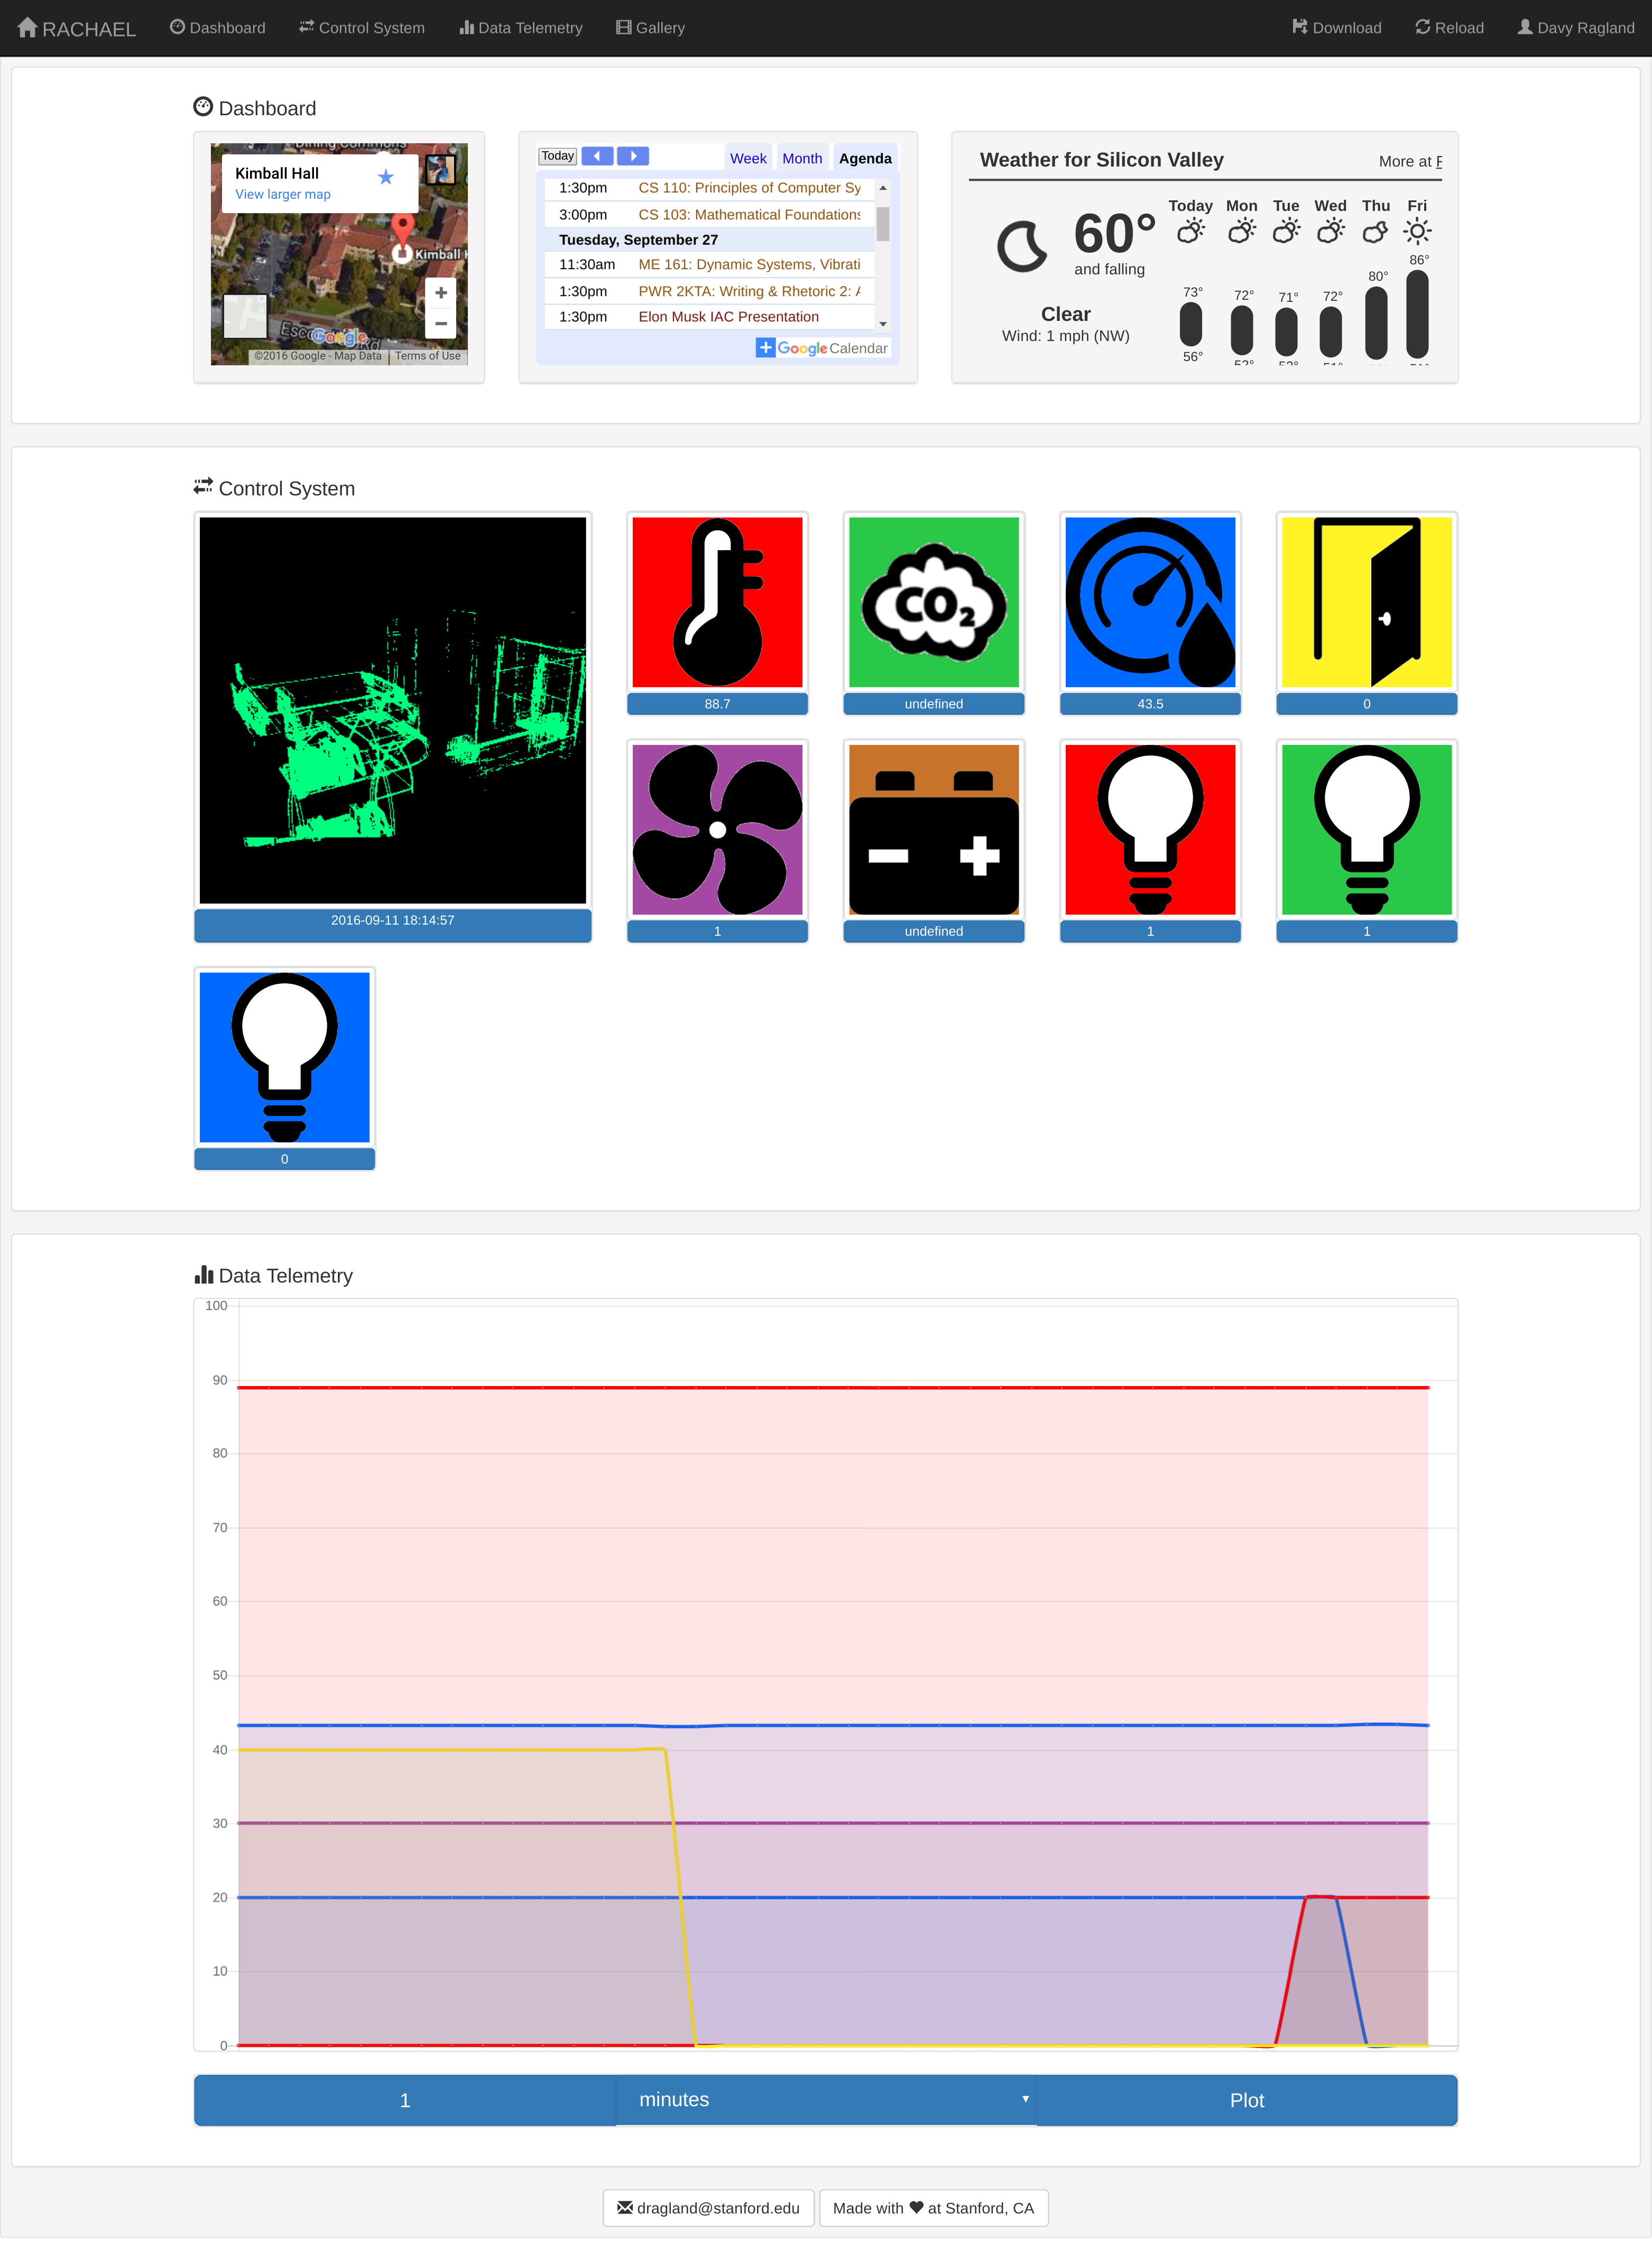 RACHAEL Dashboard Control System Data Telemetry Gallery Download Reload Davy Ragland
Dashboard
Kimball Hall
View larger map
Kimball H
Google
©2016 Google - Map Data Terms of Use
Today Week Month Agenda
1:30pm CS 110: Principles of Computer Sy
3:00pm CS 103: Mathematical Foundations
Tuesday, September 27
11:30am ME 161: Dynamic Systems, Vibrati
1:30pm PWR 2KTA: Writing & Rhetoric 2: A
1:30pm Elon Musk IAC Presentation
Google Calendar
Weather for Silicon Valley More at F
60°
and falling
Clear
Wind: 1 mph (NW)
Today Mon Tue Wed Thu Fri
73° 72° 71° 72° 80° 86°
56° 52° 52° 51°
Control System
CO2
88.7 undefined 43.5 0
2016-09-11 18:14:57
1 undefined 1 1
0
Data Telemetry
100
90
80
70
60
50
40
30
20
10
0
1 minutes Plot
dragland@stanford.edu Made with ♥ at Stanford, CA